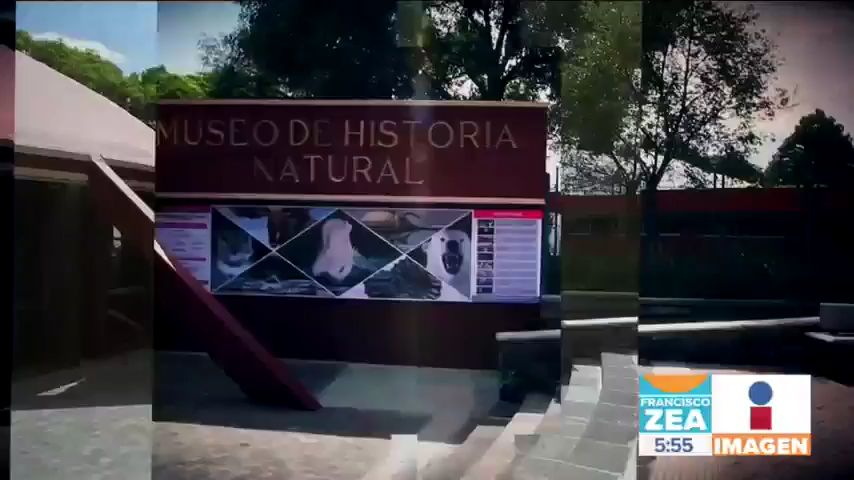 MUSEO DE HISTORIA
NATURAL
FRANCISCO
ZEA
5:55
IMAGEN